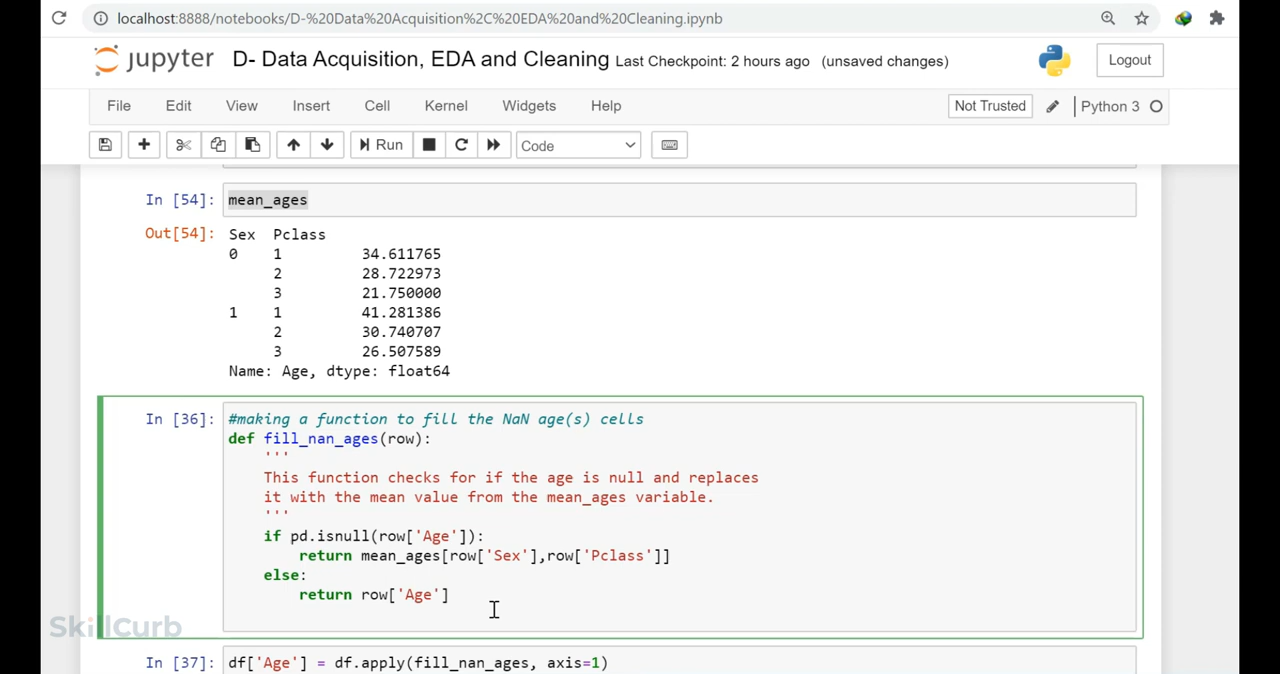 localhost:8888/notebooks/D-%20Data%20Acquisition%2C%20EDA%20and%20Cleaning.ipynb
jupyter D- Data Acquisition, EDA and Cleaning Last Checkpoint: 2 hours ago (unsaved changes) Logout
File Edit View Insert Cell Kernel Widgets Help Not Trusted Python 3
Run Code
In [54]: mean_ages
Out[54]: Sex Pclass
0 1 34.611765
2 28.722973
3 21.750000
1 1 41.281386
2 30.740707
3 26.507589
Name: Age, dtype: float64
In [36]: #making a function to fill the NaN age(s) cells
def fill_nan_ages(row):
'''
This function checks for if the age is null and replaces
it with the mean value from the mean_ages variable.
'''
if pd.isnull(row['Age']):
return mean_ages[row['Sex'],row['Pclass']]
else:
return row['Age']
SkillCurb
In [37]: df['Age'] = df.apply(fill_nan_ages, axis=1)